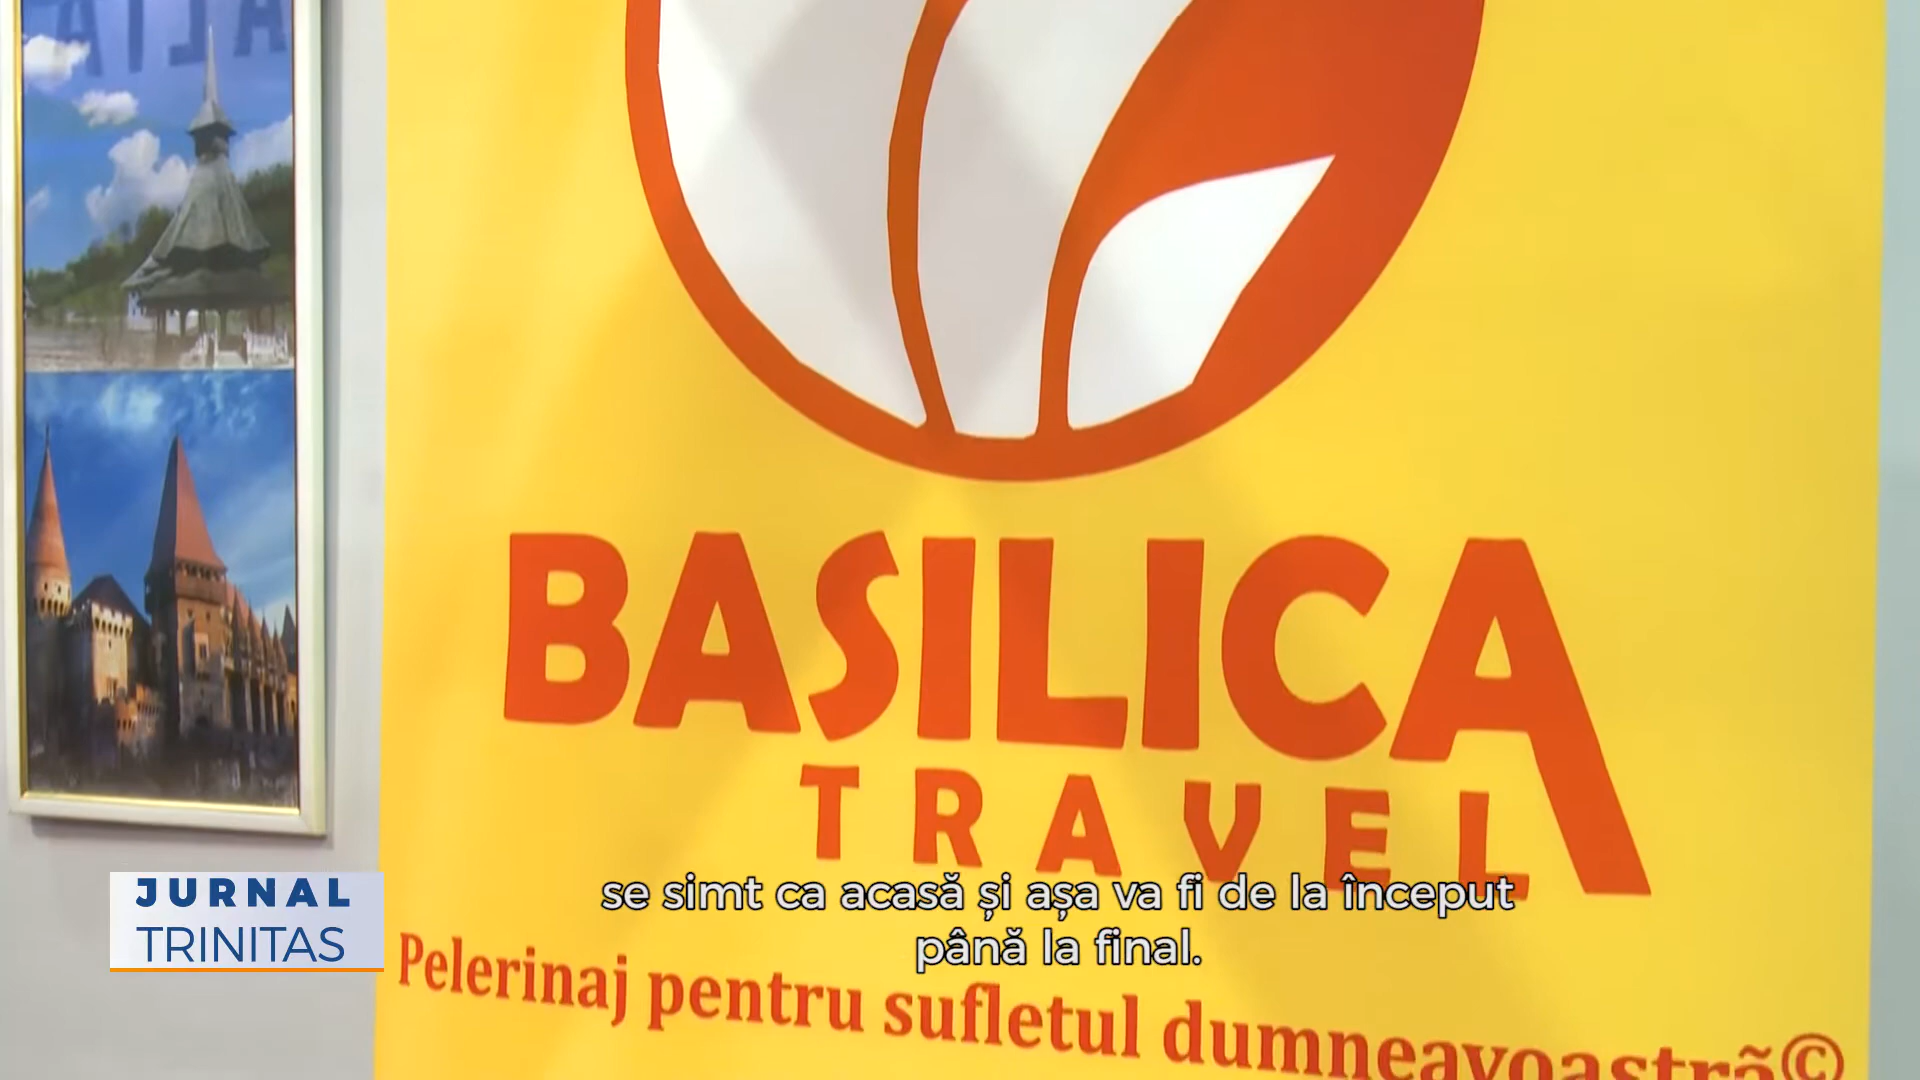 BASILICA
TRAVEL
se simt ca acasă și așa va fi de la început
până la final.
JURNAL
TRINITAS
Pelerinaj pentru sufletul dumneavoastră©